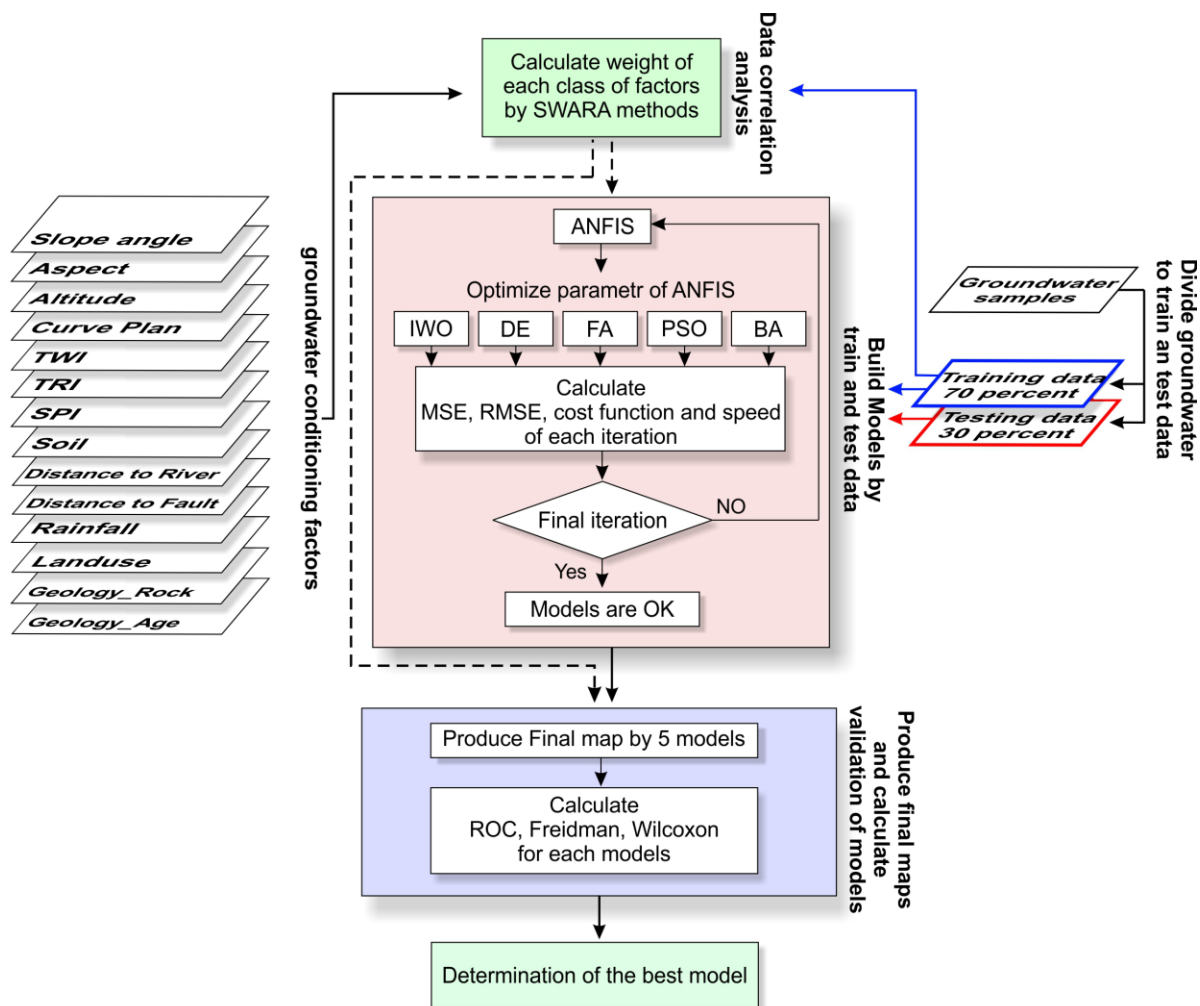 Calculate weight of
each class of factors
by SWARA methods
Data correlation
analysis
Slope angle
Aspect
Altitude
Curve Plan
TWI
TRI
SPI
Soil
Distance to River
Distance to Fault
Rainfall
Landuse
Geology_Rock
Geology_Age
groundwater conditioning factors
ANFIS
Optimize parametr of ANFIS
IWO
DE
FA
PSO
BA
Calculate
MSE, RMSE, cost function and speed
of each iteration
Final iteration
NO
Yes
Models are OK
Build Models by
train and test data
Groundwater
samples
Training data
70 percent
Testing data
30 percent
Divide groundwater
to train an test data
Produce Final map by 5 models
Calculate
ROC, Freidman, Wilcoxon
for each models
Produce final maps
and calculate
validation of models
Determination of the best model